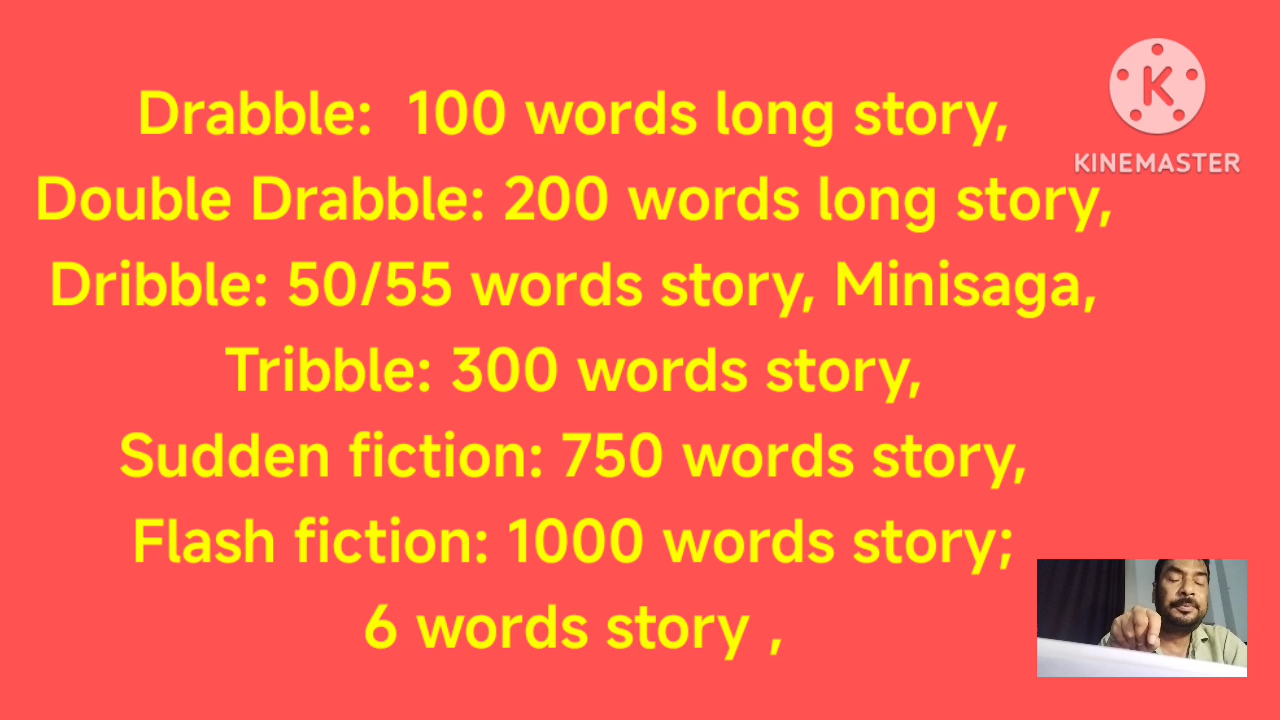 Drabble:  100 words long story,
Double Drabble: 200 words long story,
Dribble: 50/55 words story, Minisaga,
Tribble: 300 words story,
Sudden fiction: 750 words story,
Flash fiction: 1000 words story;
6 words story ,
K
KINEMASTER